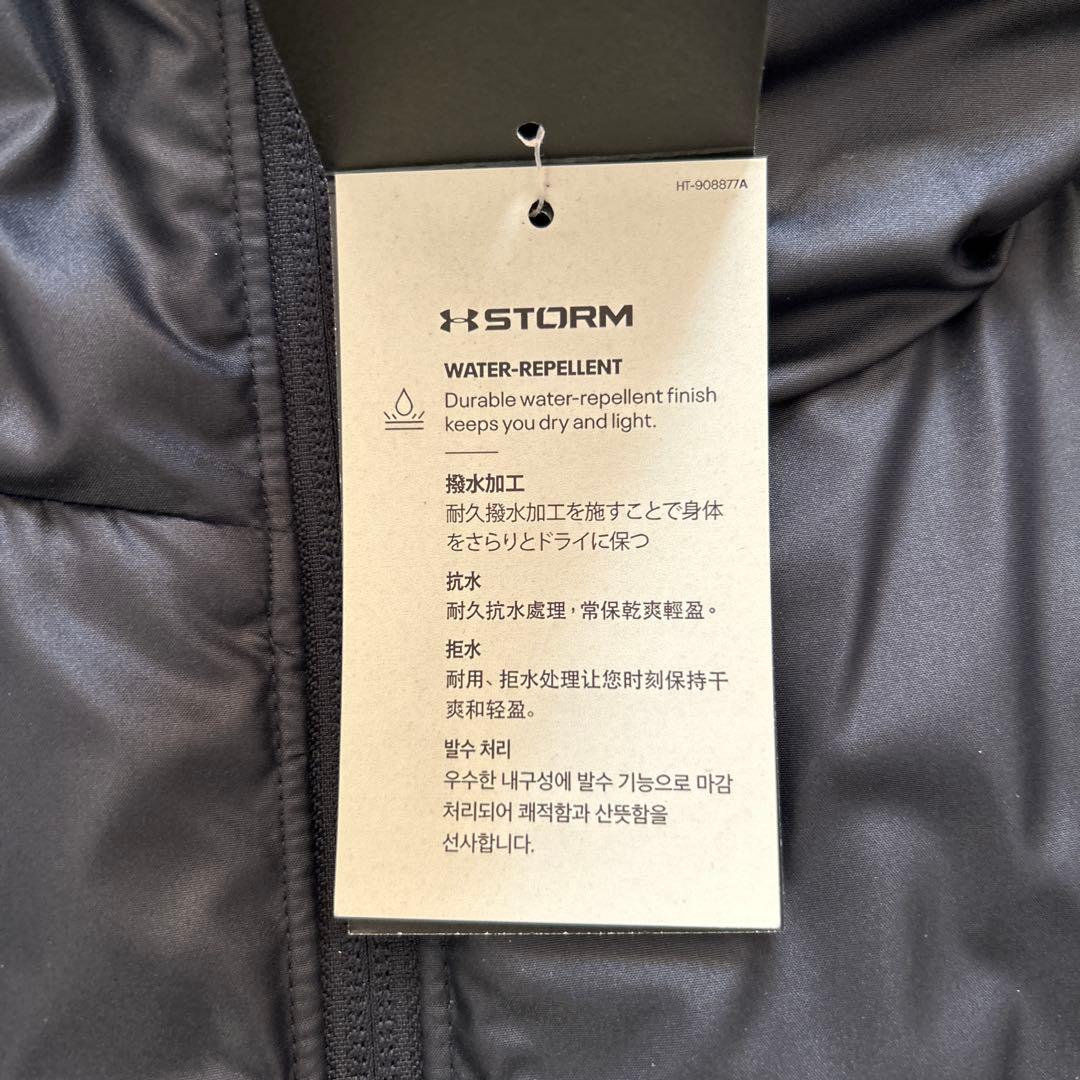 HT-908877A
STORM
WATER-REPELLENT
Durable water-repellent finish
keeps you dry and light.
撥水加工
耐久撥水加工を施すことで身体
をさらりとドライに保つ
抗水
耐久抗水處理，常保乾爽輕盈。
拒水
耐用、拒水处理让您时刻保持干
爽和轻盈。
발수 처리
우수한 내구성에 발수 기능으로 마감
처리되어 쾌적함과 산뜻함을
선사합니다.